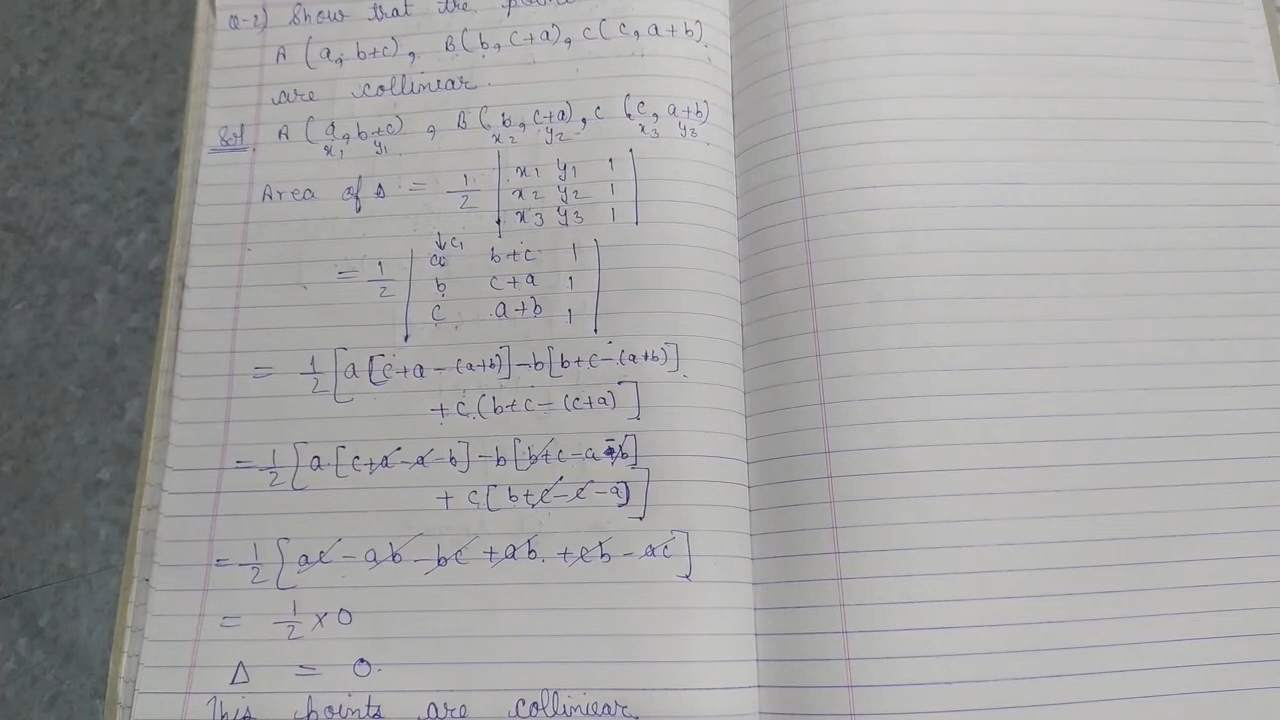 Q-2) Show that the
A (a, b+c), B(b, c+a), C(c, a+b).
are collinear.
Sol. A (a, b+c), B(b, c+a), C (c, a+b)
x1 y1 x2 y2 x3 y3
Area of Δ = 1/2 | x1 y1 1
x2 y2 1
x3 y3 1 |
↓C1
= 1/2 | a b+c 1
b c+a 1
c a+b 1 |
= 1/2 [a[c+a-(a+b)]-b[b+c-(a+b)]
+c.(b+c-(c+a)]
= 1/2 [a.[c+a-a-b]-b[b+c-a-b]
+ c[b+c-c-a)]
= 1/2 [ac-ab-bc+ab.+cb-ac]
= 1/2 x 0
Δ = 0.
This points are collinear.